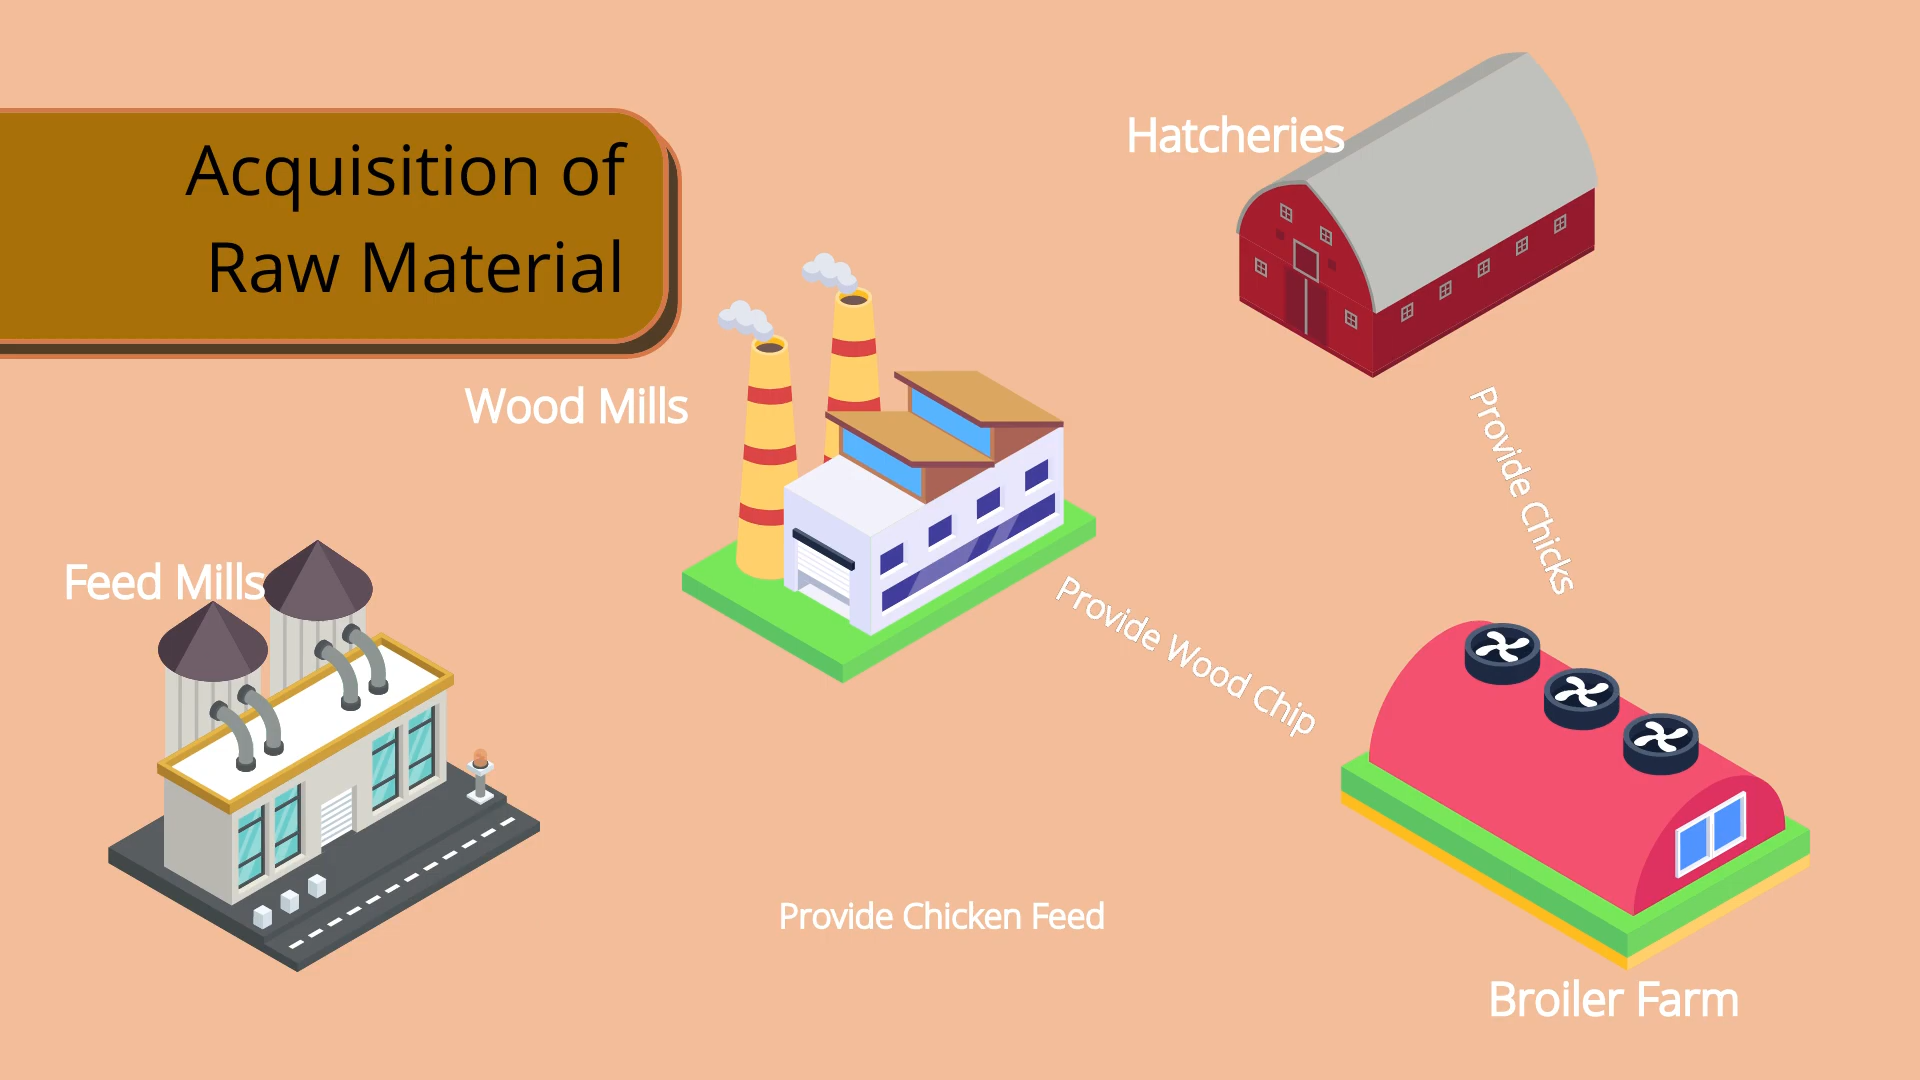 Acquisition of
Raw Material
Hatcheries
Wood Mills
Provide Chicks
Feed Mills
Provide Wood Chip
Provide Chicken Feed
Broiler Farm